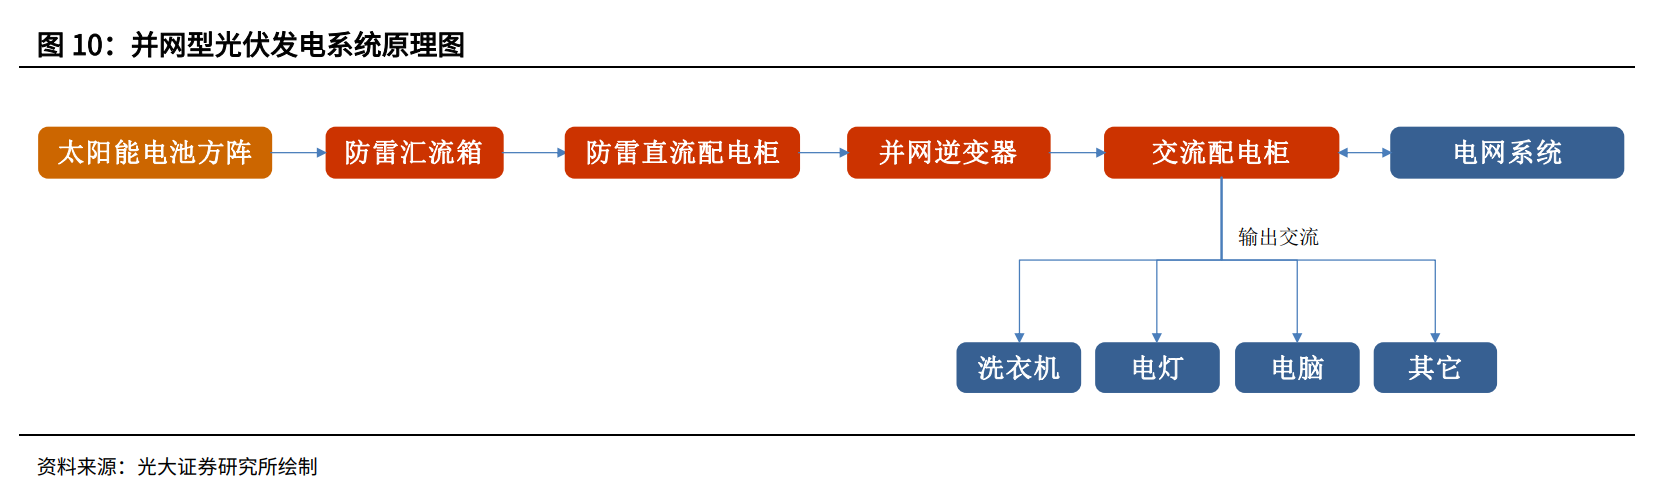 图 10：并网型光伏发电系统原理图
太阳能电池方阵
防雷汇流箱
防雷直流配电柜
并网逆变器
交流配电柜
电网系统
输出交流
洗衣机
电灯
电脑
其它
资料来源：光大证券研究所绘制